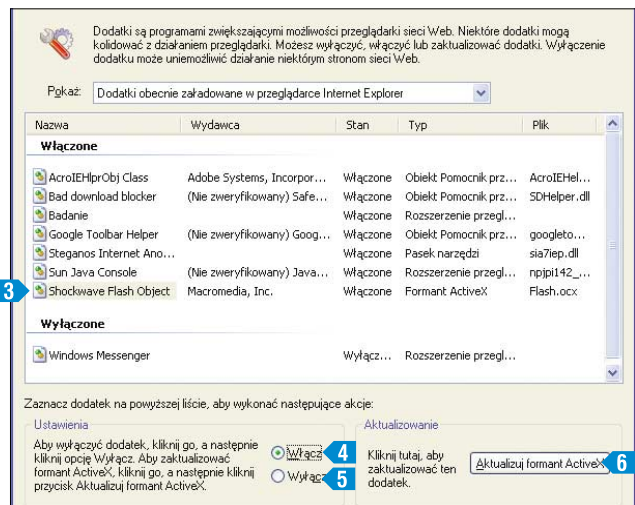 Dodatki są programami zwiększającymi możliwości przeglądarki sieci Web. Niektóre dodatki mogą
kolidować z działaniem przeglądarki. Możesz wyłączyć, włączyć lub zaktualizować dodatki. Wyłączenie
dodatku może uniemożliwić działanie niektórym stronom sieci Web.
Pokaż: Dodatki obecnie załadowane w przeglądarce Internet Explorer
Nazwa Wydawca Stan Typ Plik
Włączone
AcroIEHlprObj Class Adobe Systems, Incorpor... Włączone Obiekt Pomocnik prz... AcroIEHel...
Bad download blocker (Nie zweryfikowany) Safe... Włączone Obiekt Pomocnik prz... SDHelper.dll
Badanie Włączone Rozszerzenie przegl...
Google Toolbar Helper (Nie zweryfikowany) Goog... Włączone Obiekt Pomocnik prz... googleto...
Steganos Internet Ano... Włączone Pasek narzędzi sia7iep.dll
Sun Java Console (Nie zweryfikowany) Java... Włączone Rozszerzenie przegl... npjpi142_...
3 Shockwave Flash Object Macromedia, Inc. Włączone Formant ActiveX Flash.ocx
Wyłączone
Windows Messenger Wyłącz... Rozszerzenie przegl...
Zaznacz dodatek na powyższej liście, aby wykonać następujące akcje:
Ustawienia
Aby wyłączyć dodatek, kliknij go, a następnie
kliknij opcję Wyłącz. Aby zaktualizować
formant ActiveX, kliknij go, a następnie kliknij
przycisk Aktualizuj formant ActiveX.
Włącz 4
Wyłącz 5
Aktualizowanie
Kliknij tutaj, aby
zaktualizować ten
dodatek.
Aktualizuj formant ActiveX 6